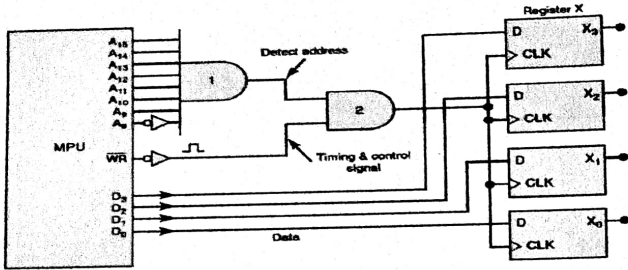 Register X
A15
A14
A13
A12
A11
A10
A9
A8
1
Detect address
2
MPU
WR
Timing & control
signal
D3
D2
D1
D0
Data
D X3
CLK
D X2
CLK
D X1
CLK
D X0
CLK